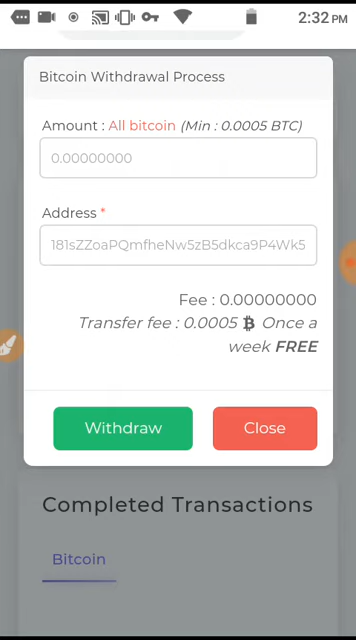 2:32 PM
Bitcoin Withdrawal Process
Amount : All bitcoin (Min : 0.0005 BTC)
0.00000000
Address *
181sZZoaPQmfheNw5zB5dkca9P4Wk5
Fee : 0.00000000
Transfer fee : 0.0005 ₿ Once a
week FREE
Withdraw
Close
Completed Transactions
Bitcoin